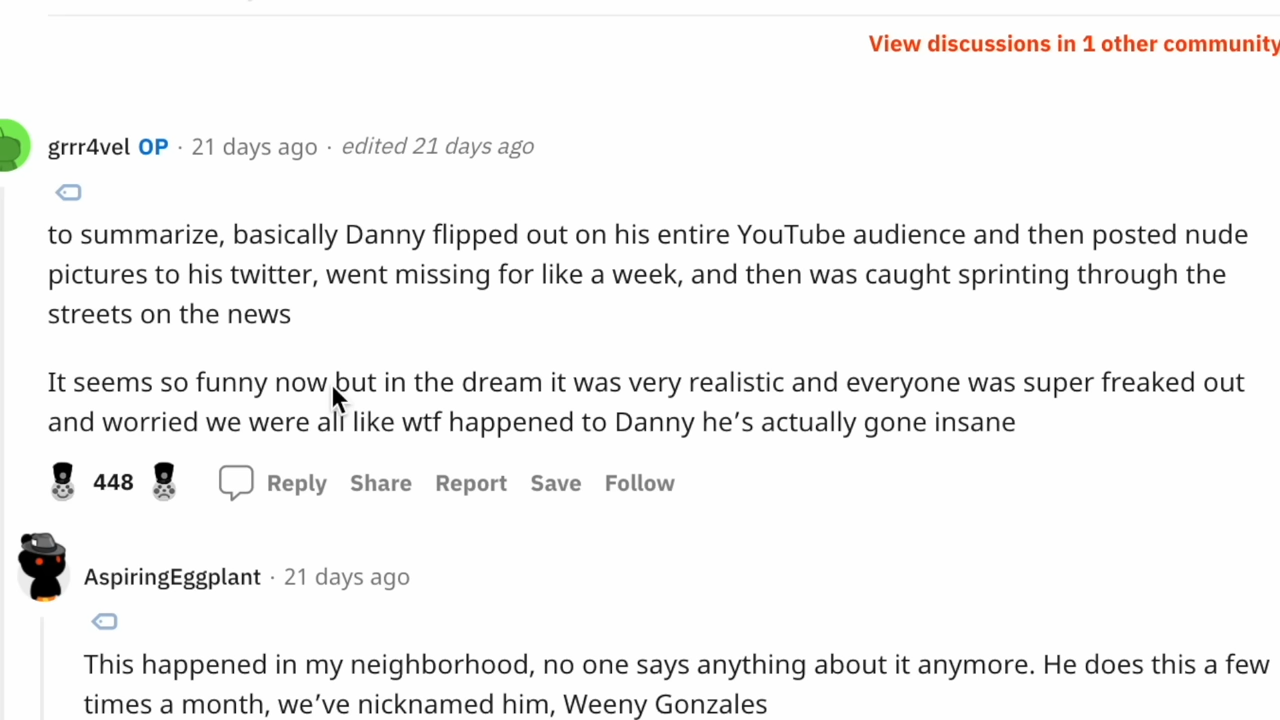 View discussions in 1 other community
grrr4vel OP · 21 days ago · edited 21 days ago
to summarize, basically Danny flipped out on his entire YouTube audience and then posted nude
pictures to his twitter, went missing for like a week, and then was caught sprinting through the
streets on the news
It seems so funny now but in the dream it was very realistic and everyone was super freaked out
and worried we were all like wtf happened to Danny he’s actually gone insane
448 Reply Share Report Save Follow
AspiringEggplant · 21 days ago
This happened in my neighborhood, no one says anything about it anymore. He does this a few
times a month, we’ve nicknamed him, Weeny Gonzales